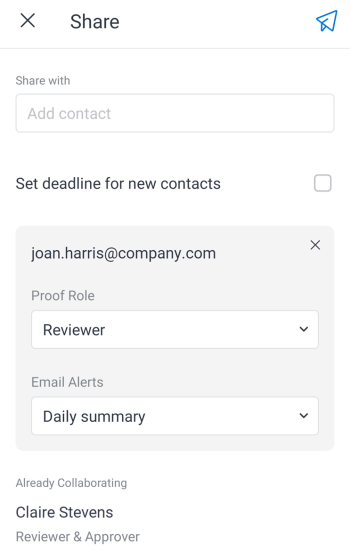 Share
Share with
Add contact
Set deadline for new contacts
joan.harris@company.com
Proof Role
Reviewer
Email Alerts
Daily summary
Already Collaborating
Claire Stevens
Reviewer & Approver